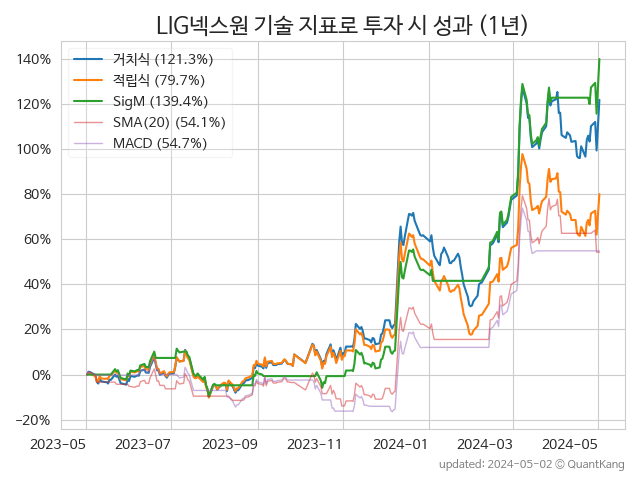 LIG넥스원 기술 지표로 투자 시 성과 (1년)
140%
120%
100%
80%
60%
40%
20%
0%
−20%
거치식 (121.3%)
적립식 (79.7%)
SigM (139.4%)
SMA(20) (54.1%)
MACD (54.7%)
2023-05
2023-07
2023-09
2023-11
2024-01
2024-03
2024-05
updated: 2024-05-02 © QuantKang